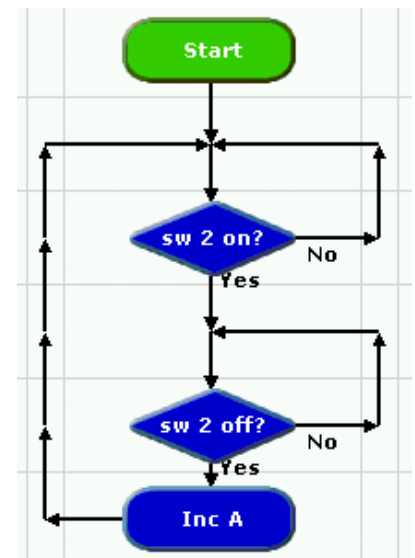 Start
sw 2 on?
No
Yes
sw 2 off?
No
Yes
Inc A